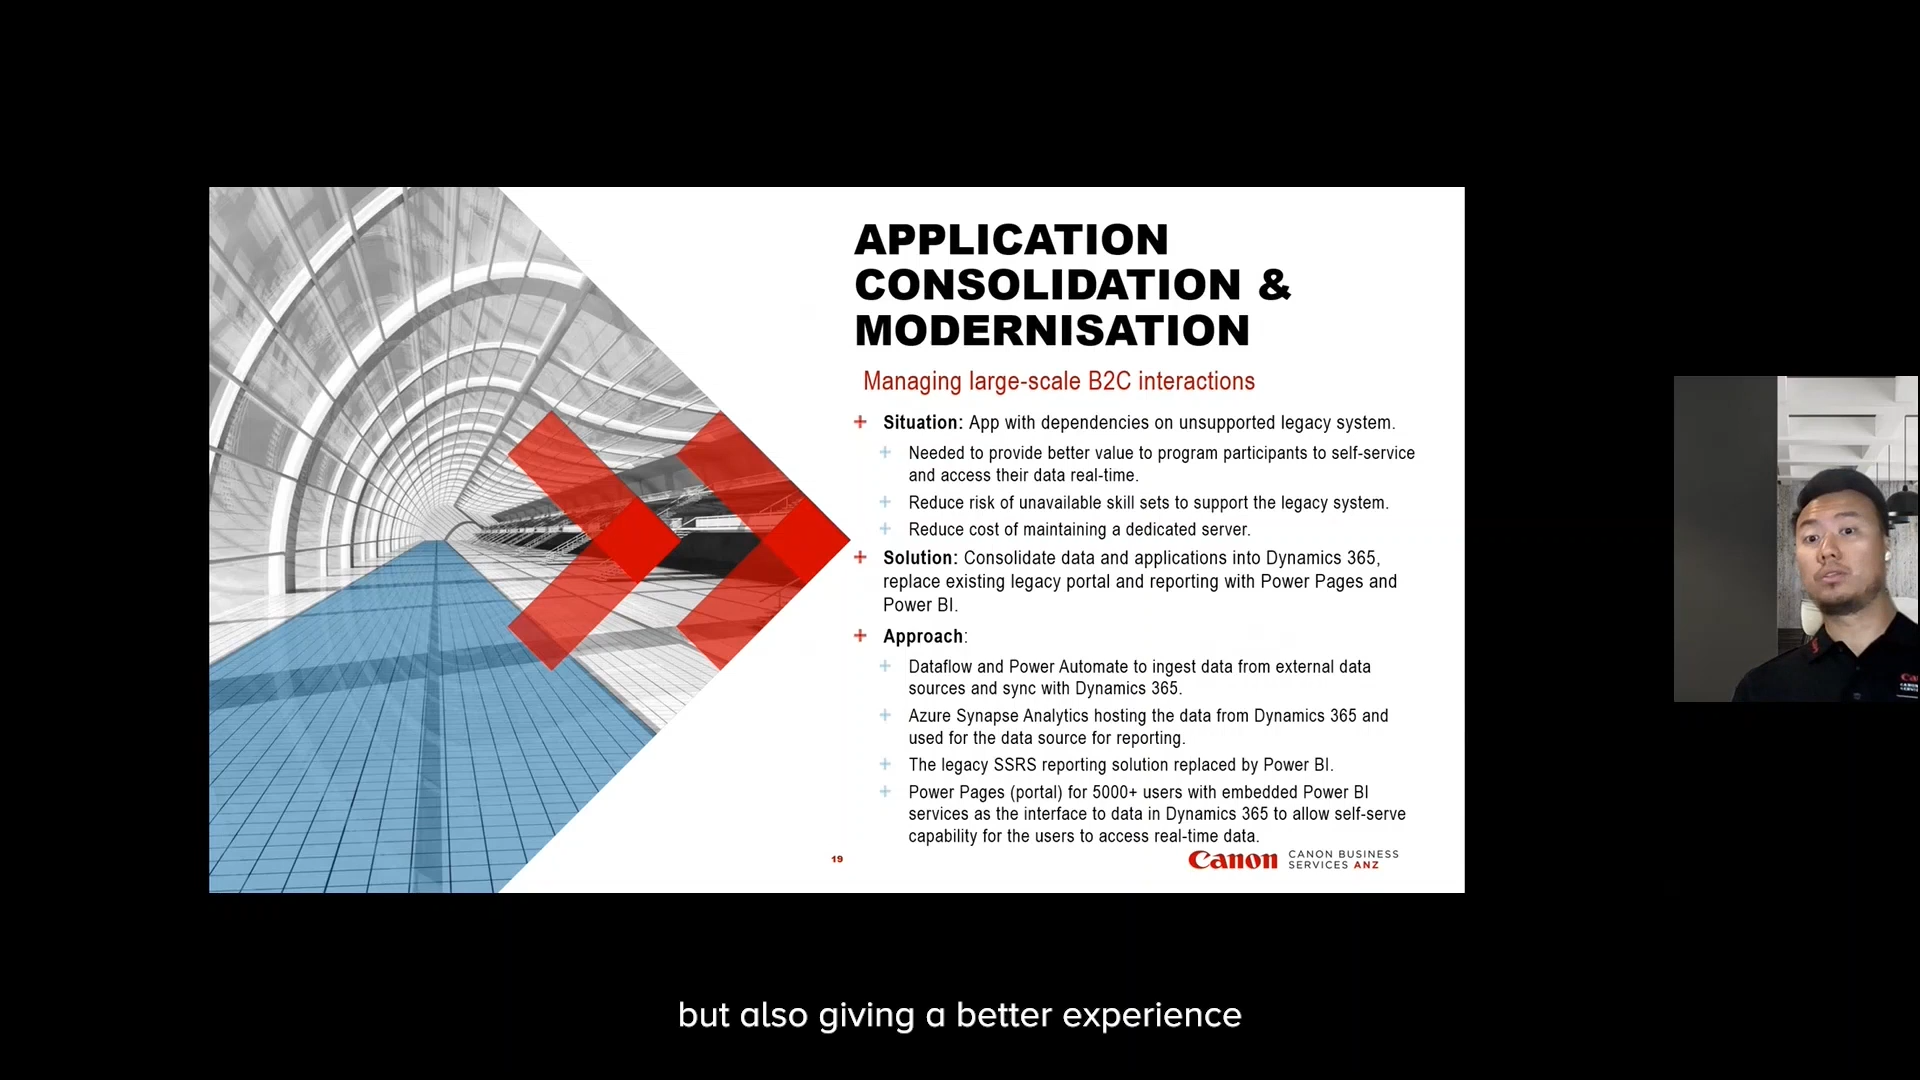 APPLICATION
CONSOLIDATION &
MODERNISATION
Managing large-scale B2C interactions
Situation: App with dependencies on unsupported legacy system.
Needed to provide better value to program participants to self-service
and access their data real-time.
Reduce risk of unavailable skill sets to support the legacy system.
Reduce cost of maintaining a dedicated server.
Solution: Consolidate data and applications into Dynamics 365,
replace existing legacy portal and reporting with Power Pages and
Power BI.
Approach:
Dataflow and Power Automate to ingest data from external data
sources and sync with Dynamics 365.
Azure Synapse Analytics hosting the data from Dynamics 365 and
used for the data source for reporting.
The legacy SSRS reporting solution replaced by Power BI.
Power Pages (portal) for 5000+ users with embedded Power BI
services as the interface to data in Dynamics 365 to allow self-serve
capability for the users to access real-time data.
19
Canon CANON BUSINESS
SERVICES ANZ
but also giving a better experience